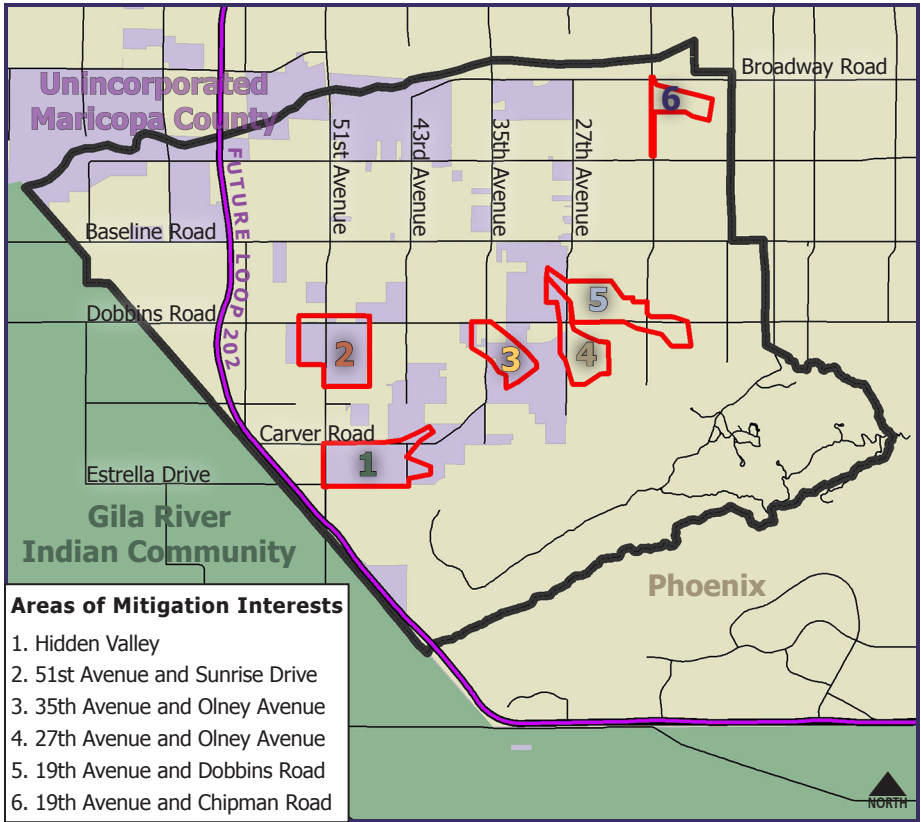 Unincorporated
Maricopa County
Broadway Road
6
51st Avenue
43rd Avenue
35th Avenue
27th Avenue
FUTURE LOOP 202
Baseline Road
Dobbins Road
5
2
3
4
Carver Road
1
Estrella Drive
Gila River
Indian Community
Phoenix
Areas of Mitigation Interests
1. Hidden Valley
2. 51st Avenue and Sunrise Drive
3. 35th Avenue and Olney Avenue
4. 27th Avenue and Olney Avenue
5. 19th Avenue and Dobbins Road
6. 19th Avenue and Chipman Road
NORTH